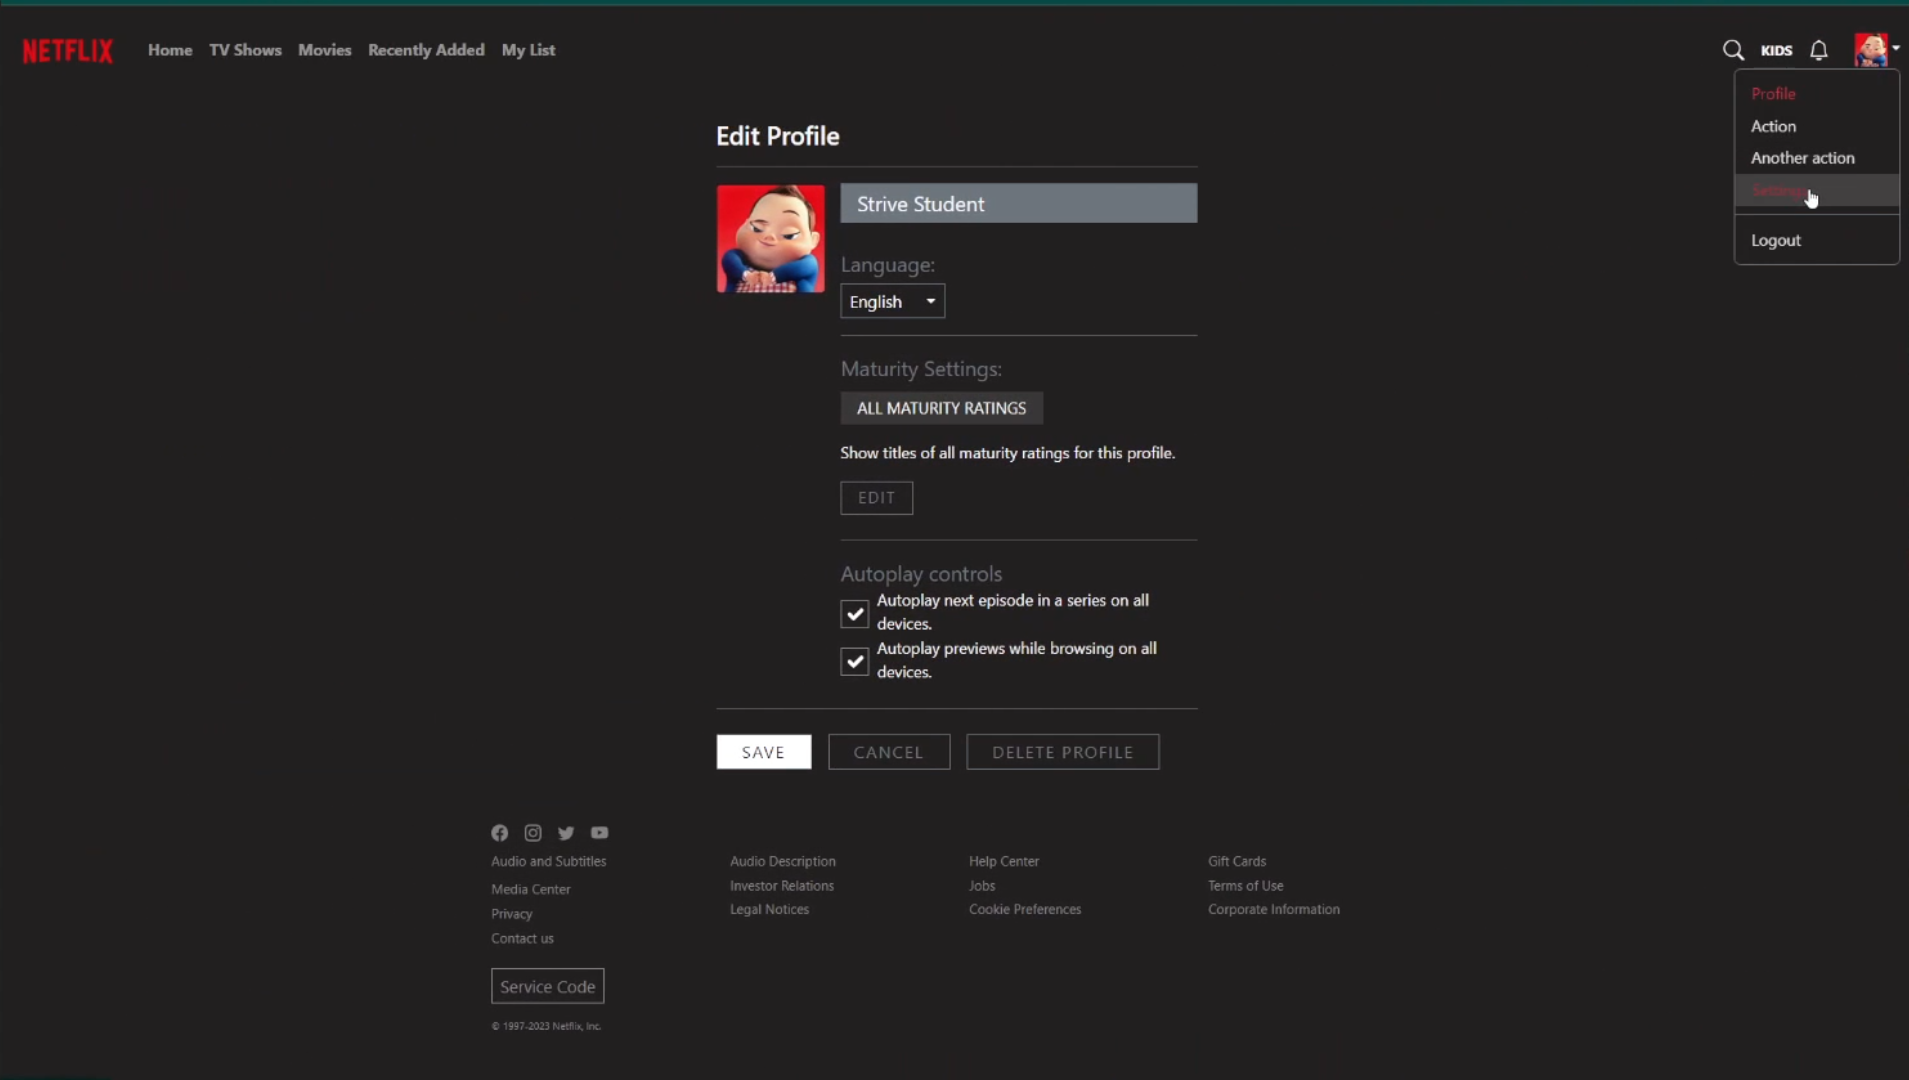 NETFLIX Home TV Shows Movies Recently Added My List KIDS
Profile
Action
Another action
Settings
Logout
Edit Profile
Strive Student
Language:
English
Maturity Settings:
ALL MATURITY RATINGS
Show titles of all maturity ratings for this profile.
EDIT
Autoplay controls
Autoplay next episode in a series on all
devices.
Autoplay previews while browsing on all
devices.
SAVE CANCEL DELETE PROFILE
Audio and Subtitles
Media Center
Privacy
Contact us
Audio Description
Investor Relations
Legal Notices
Help Center
Jobs
Cookie Preferences
Gift Cards
Terms of Use
Corporate Information
Service Code
© 1997-2023 Netflix, Inc.